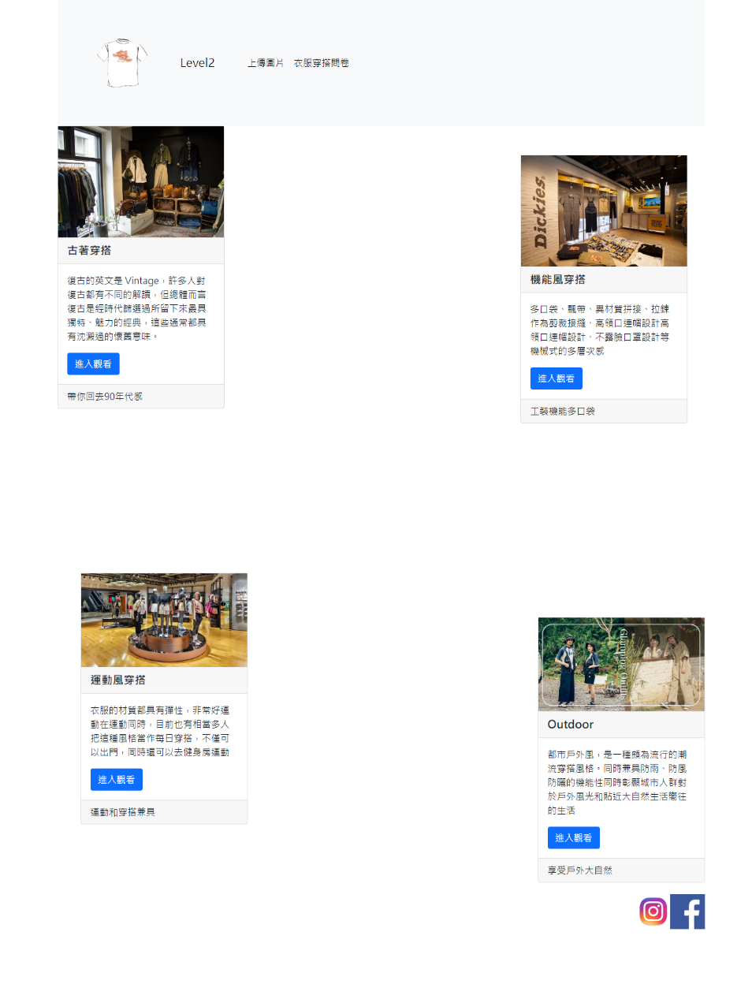 Level2
上傳圖片
衣服穿搭問卷
古著穿搭
復古的英文是 Vintage，許多人對
復古都有不同的解讀，但總體而言
復古是經時代篩選過所留下來最具
獨特、魅力的經典，這些通常都具
有沈澱過的懷舊意味。
進入觀看
帶你回去90年代感
Dickies
機能風穿搭
多口袋、飄帶、異材質拼接、拉鍊
作為剪裁接縫、高領口連帽設計高
領口連帽設計、不露臉口罩設計等
機械式的多層次感
進入觀看
工裝機能多口袋
運動風穿搭
衣服的材質都具有彈性，非常好運
動在運動同時，目前也有相當多人
把這種風格當作每日穿搭，不僅可
以出門，同時還可以去健身房運動
進入觀看
運動和穿搭兼具
Glamping Outfits
Outdoor
都市戶外風，是一種頗為流行的潮
流穿搭風格。同時兼具防雨、防風
防曬的機能性同時彰顯城市人群對
於戶外風光和貼近大自然生活嚮往
的生活
進入觀看
享受戶外大自然